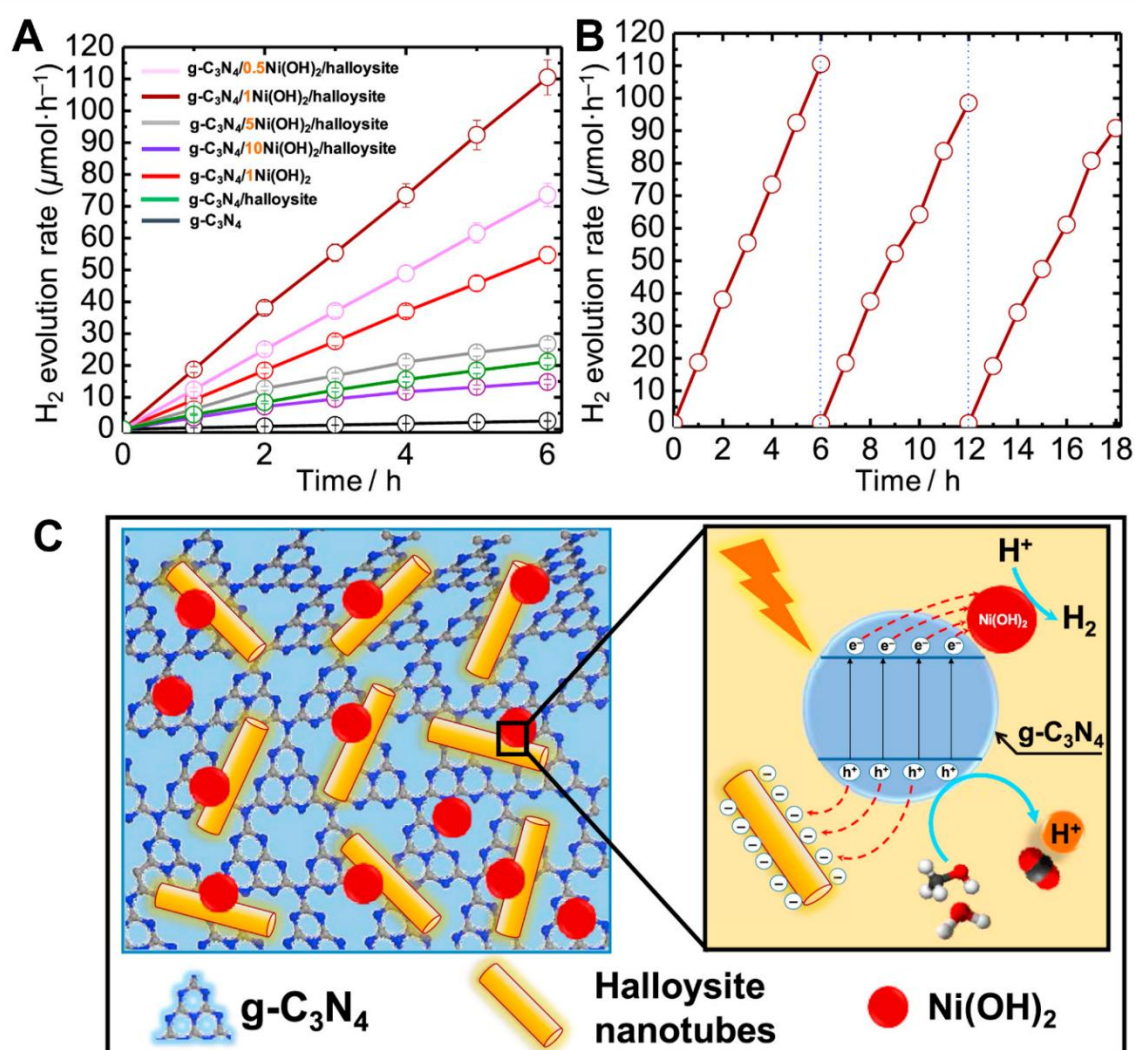 A
H₂ evolution rate (μmol·h⁻¹)
120
110
100
90
80
70
60
50
40
30
20
10
0
g-C₃N₄/0.5Ni(OH)₂/halloysite
g-C₃N₄/1Ni(OH)₂/halloysite
g-C₃N₄/5Ni(OH)₂/halloysite
g-C₃N₄/10Ni(OH)₂/halloysite
g-C₃N₄/1Ni(OH)₂
g-C₃N₄/halloysite
g-C₃N₄
0 2 4 6
Time / h
B
H₂ evolution rate (μmol·h⁻¹)
120
110
100
90
80
70
60
50
40
30
20
10
0
0 2 4 6 8 10 12 14 16 18
Time / h
C
H⁺
Ni(OH)₂
H₂
e⁻ e⁻ e⁻ e⁻
g-C₃N₄
h⁺ h⁺ h⁺ h⁺
H⁺
g-C₃N₄
Halloysite
nanotubes
Ni(OH)₂